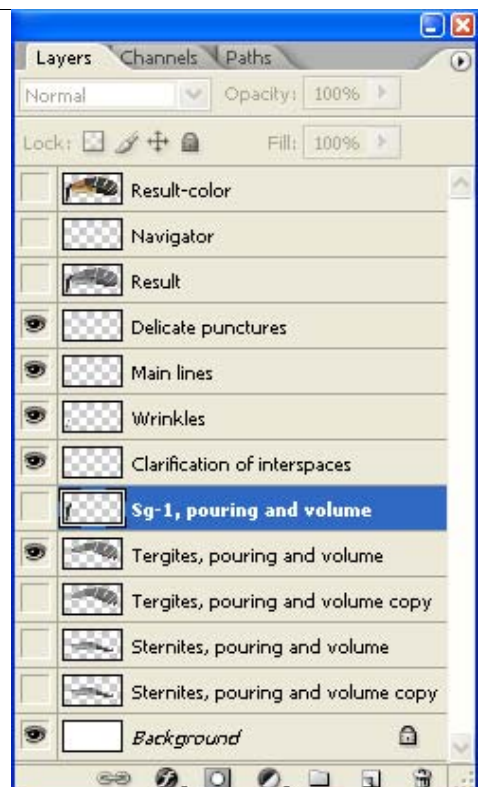 Layers Channels Paths
Normal Opacity: 100%
Lock: Fill: 100%
Result-color
Navigator
Result
Delicate punctures
Main lines
Wrinkles
Clarification of interspaces
Sg-1, pouring and volume
Tergites, pouring and volume
Tergites, pouring and volume copy
Sternites, pouring and volume
Sternites, pouring and volume copy
Background